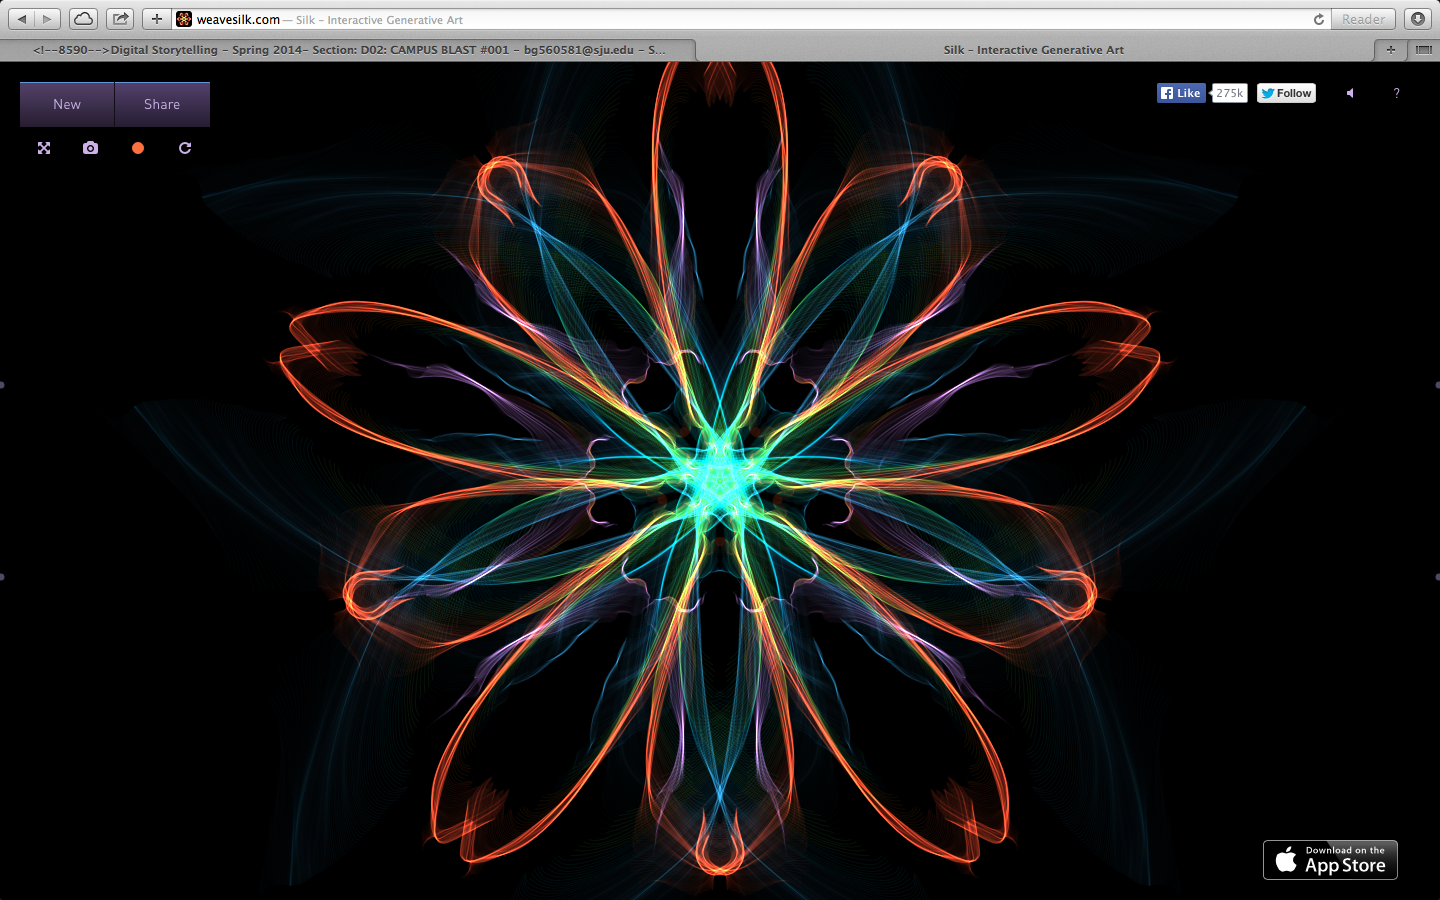 weavesilk.com — Silk – Interactive Generative Art
Reader
<!--8590-->Digital Storytelling – Spring 2014– Section: D02: CAMPUS BLAST #001 – bg560581@sju.edu – S...
Silk – Interactive Generative Art
New
Share
Like
275k
Follow
?
Download on the
App Store